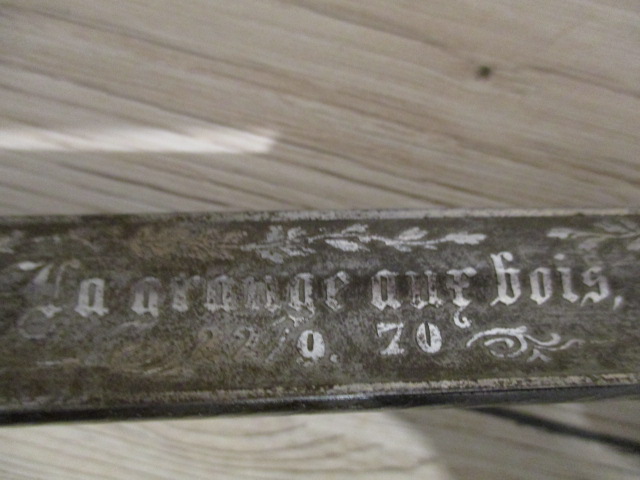 La grange aux bois,
22/9. 70